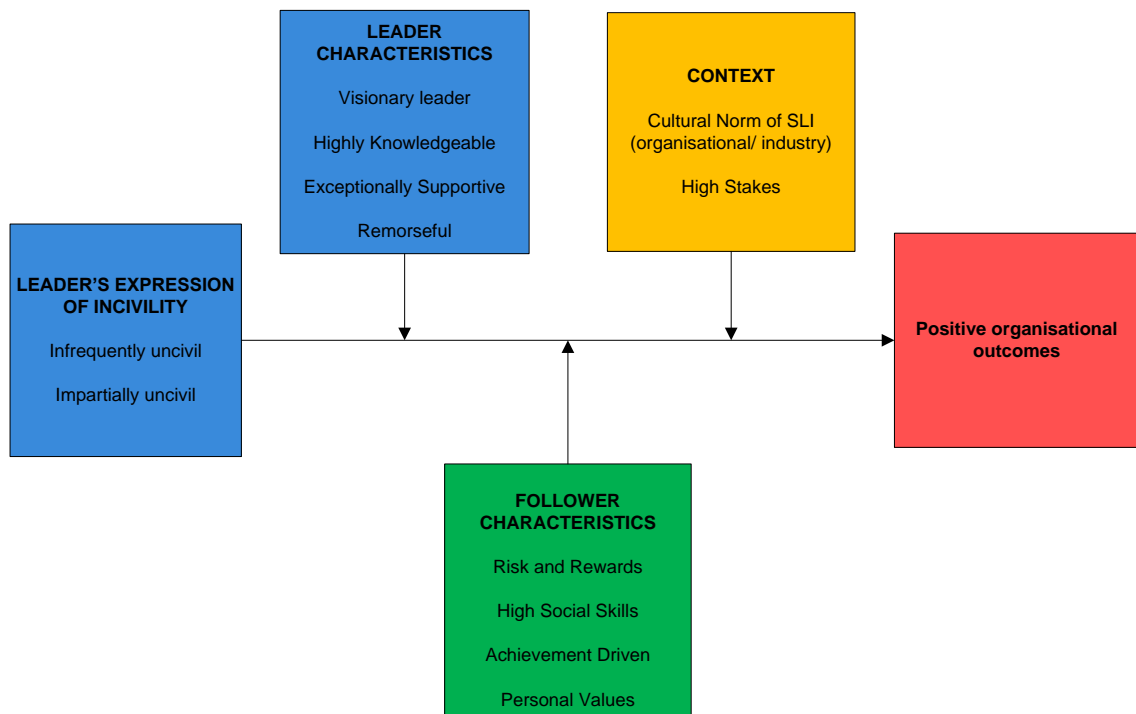 LEADER
CHARACTERISTICS
Visionary leader
Highly Knowledgeable
Exceptionally Supportive
Remorseful
CONTEXT
Cultural Norm of SLI
(organisational/ industry)
High Stakes
LEADER’S EXPRESSION
OF INCIVILITY
Infrequently uncivil
Impartially uncivil
Positive organisational
outcomes
FOLLOWER
CHARACTERISTICS
Risk and Rewards
High Social Skills
Achievement Driven
Personal Values